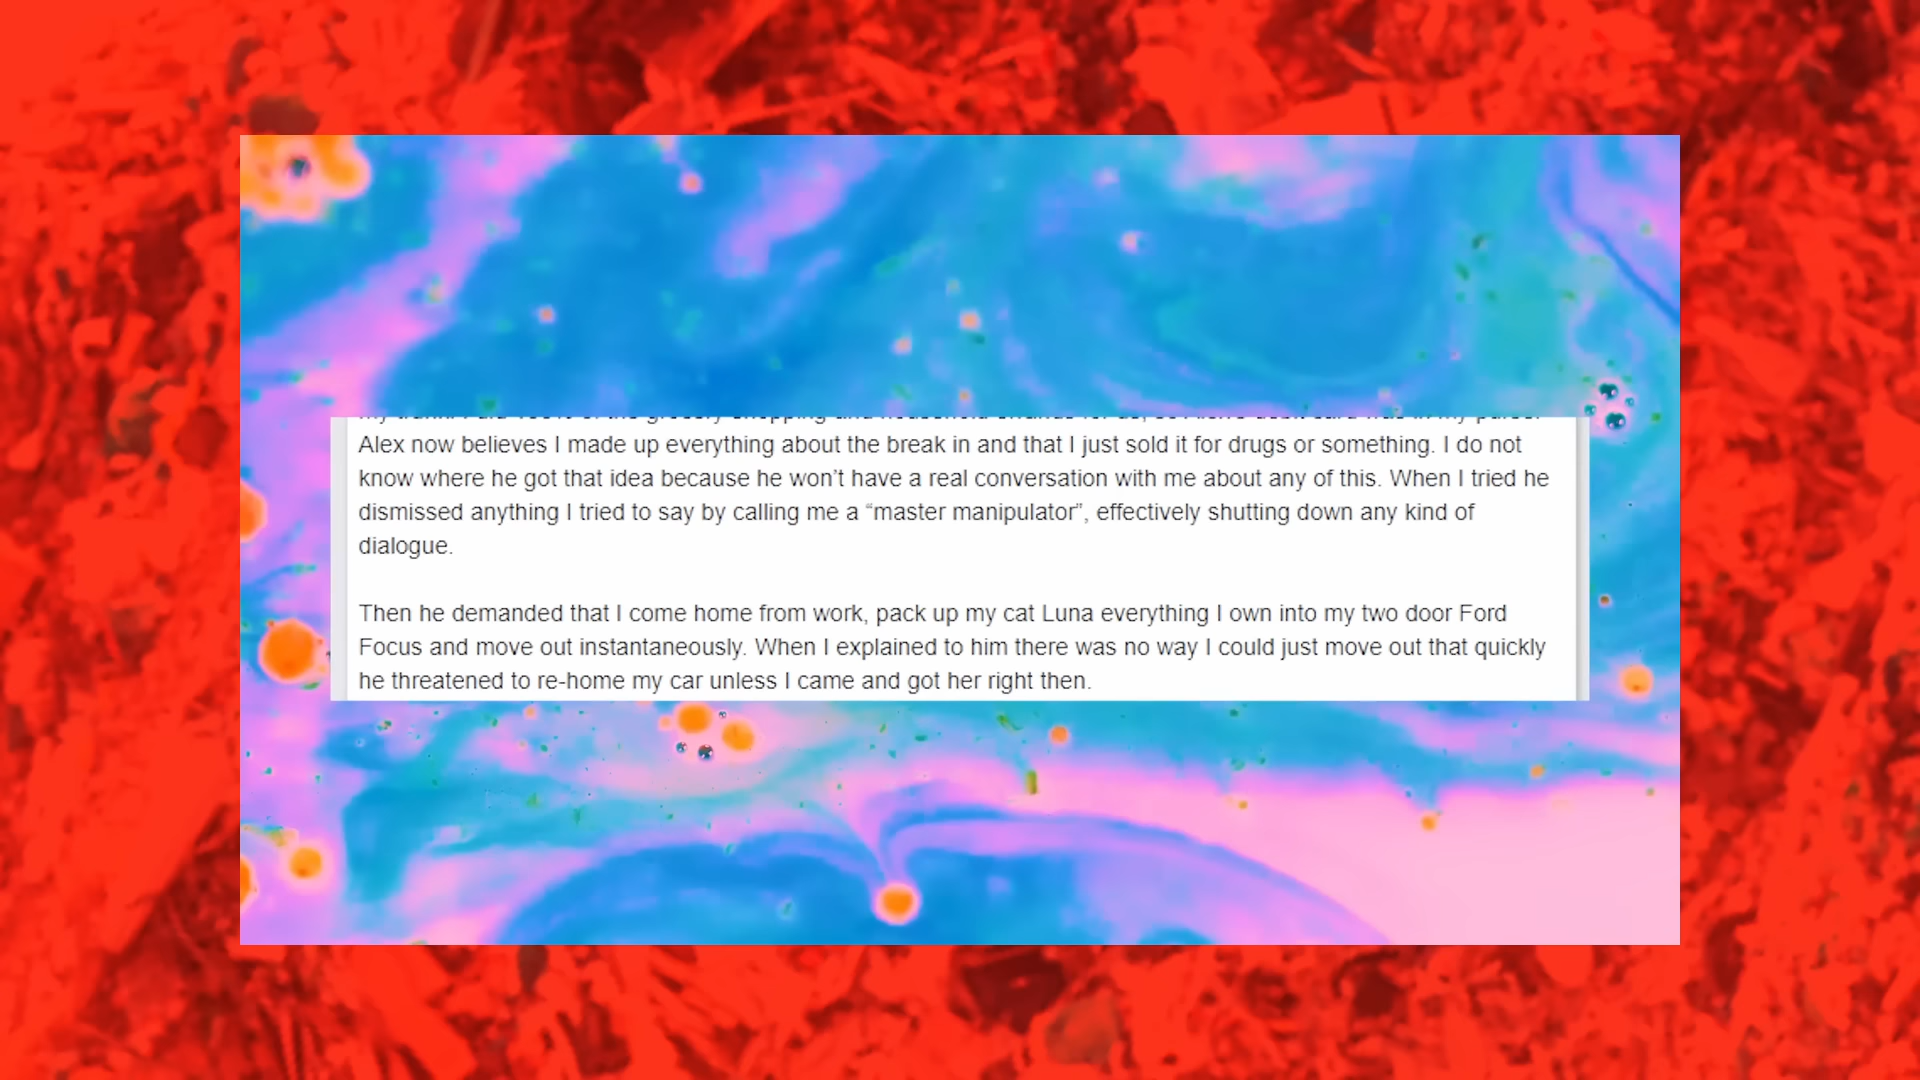 Alex now believes I made up everything about the break in and that I just sold it for drugs or something. I do not
know where he got that idea because he won’t have a real conversation with me about any of this. When I tried he
dismissed anything I tried to say by calling me a “master manipulator”, effectively shutting down any kind of
dialogue.
Then he demanded that I come home from work, pack up my cat Luna everything I own into my two door Ford
Focus and move out instantaneously. When I explained to him there was no way I could just move out that quickly
he threatened to re-home my car unless I came and got her right then.